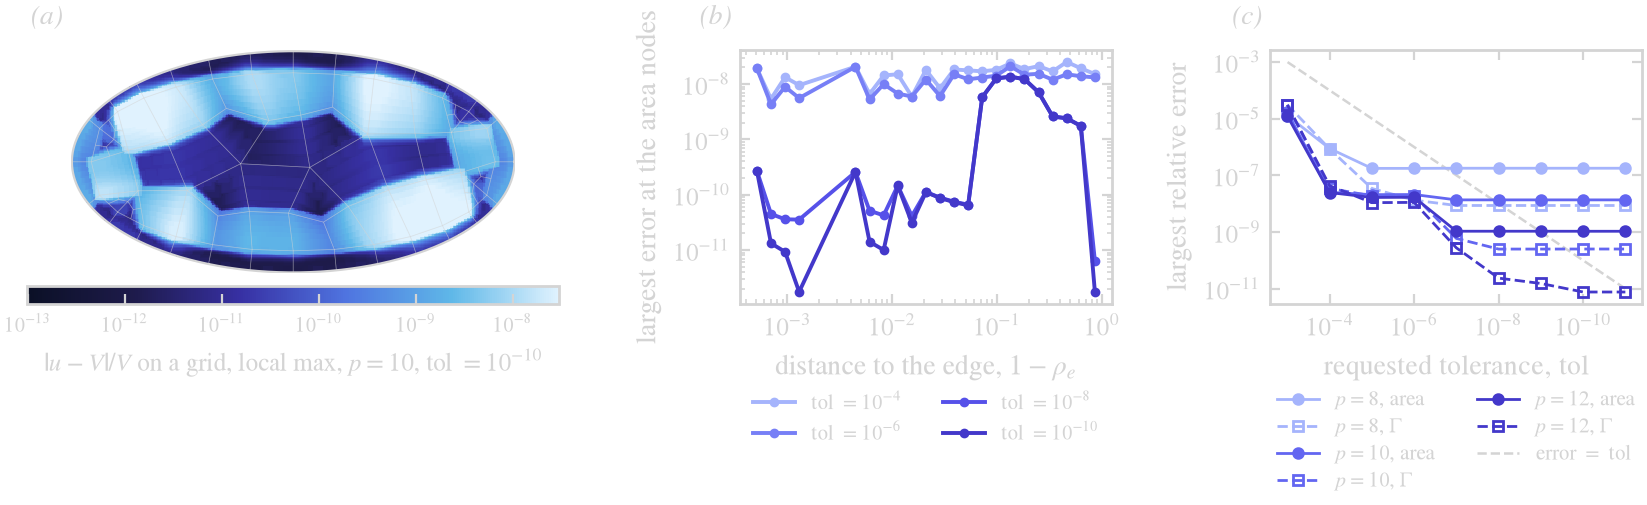 (a)
10⁻¹³ 10⁻¹² 10⁻¹¹ 10⁻¹⁰ 10⁻⁹ 10⁻⁸
|u − V|/V on a grid, local max, p = 10, tol = 10⁻¹⁰
(b)
largest error at the area nodes
10⁻⁸
10⁻⁹
10⁻¹⁰
10⁻¹¹
10⁻³ 10⁻² 10⁻¹ 10⁰
distance to the edge, 1 − ρₑ
tol = 10⁻⁴
tol = 10⁻⁶
tol = 10⁻⁸
tol = 10⁻¹⁰
(c)
largest relative error
10⁻³
10⁻⁵
10⁻⁷
10⁻⁹
10⁻¹¹
10⁻⁴ 10⁻⁶ 10⁻⁸ 10⁻¹⁰
requested tolerance, tol
p = 8, area
p = 8, Γ
p = 10, area
p = 10, Γ
p = 12, area
p = 12, Γ
error = tol